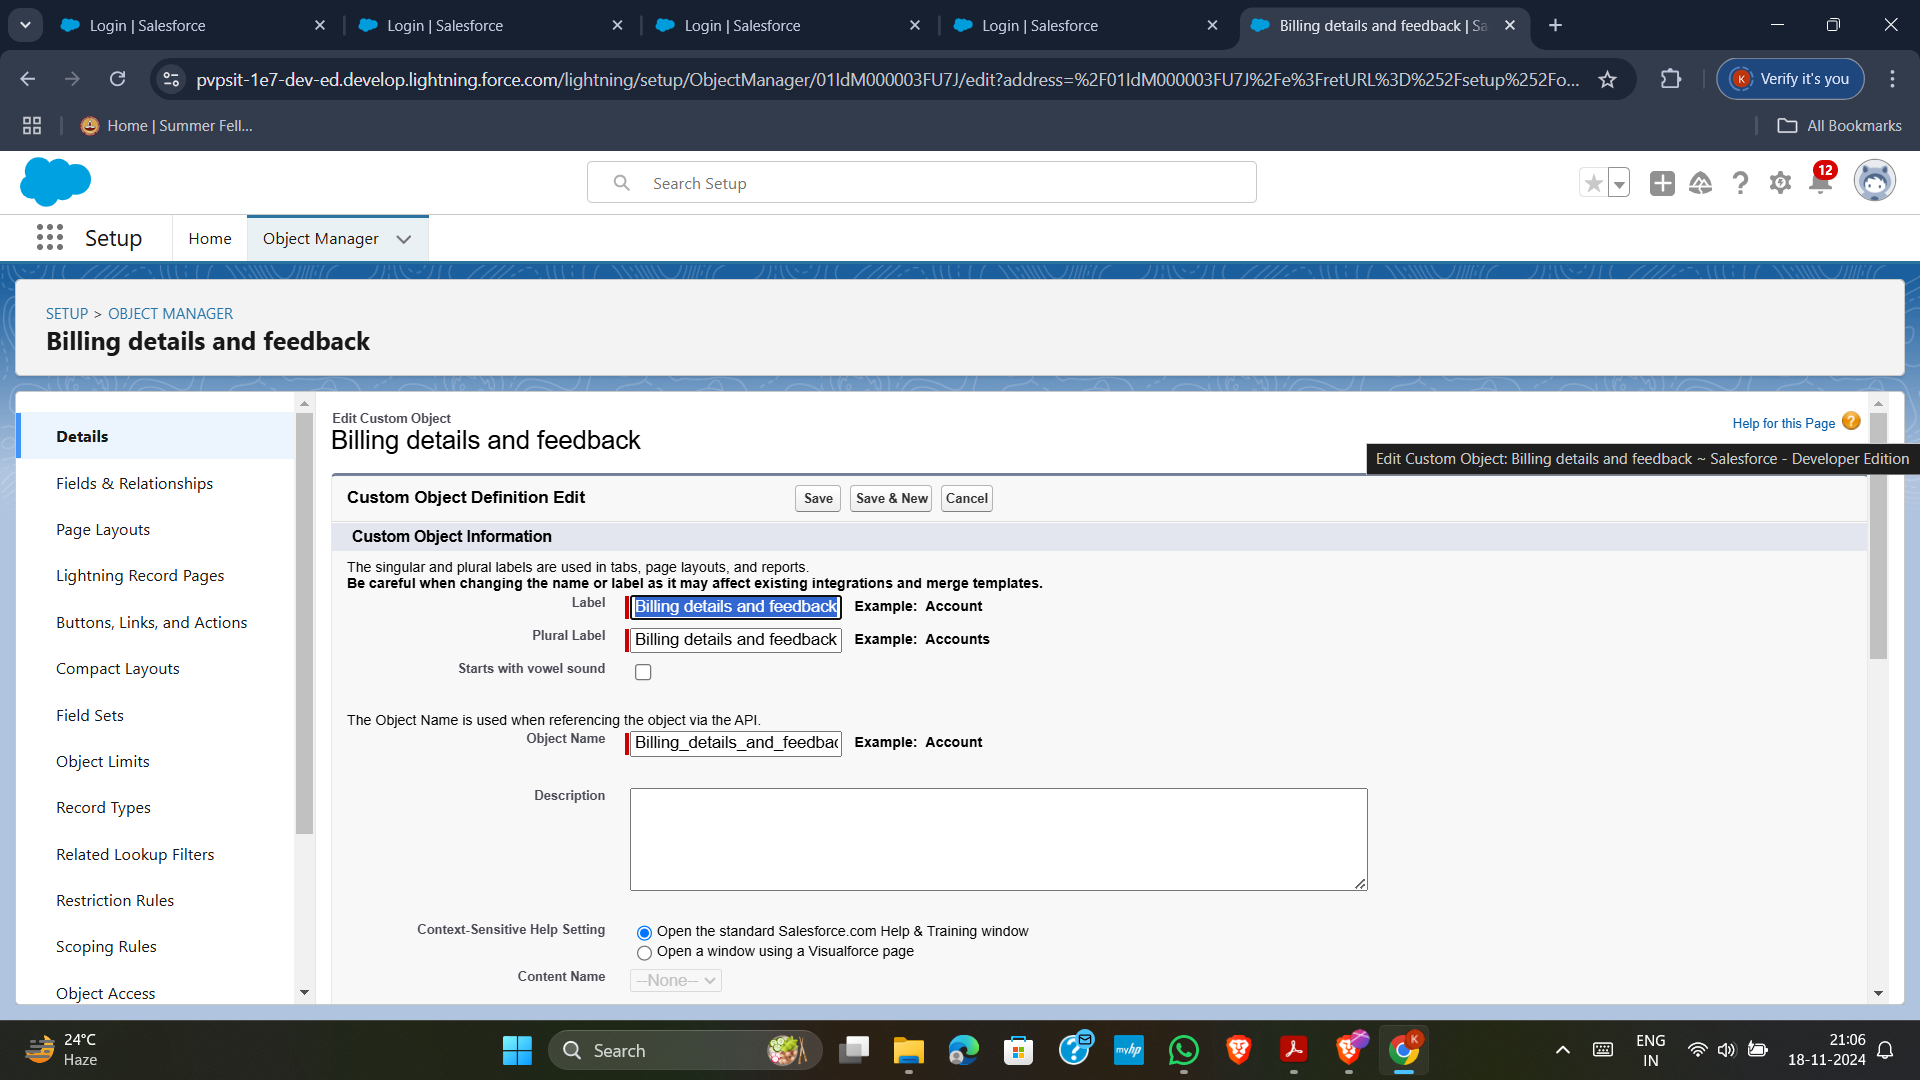 Login | Salesforce
Login | Salesforce
Login | Salesforce
Login | Salesforce
Billing details and feedback | Sa
pvpsit-1e7-dev-ed.develop.lightning.force.com/lightning/setup/ObjectManager/01IdM000003FU7J/edit?address=%2F01IdM000003FU7J%2Fe%3FretURL%3D%252Fsetup%252Fo...
K
Verify it's you
Home | Summer Fell...
All Bookmarks
Search Setup
12
Setup
Home
Object Manager
SETUP > OBJECT MANAGER
Billing details and feedback
Details
Fields & Relationships
Page Layouts
Lightning Record Pages
Buttons, Links, and Actions
Compact Layouts
Field Sets
Object Limits
Record Types
Related Lookup Filters
Restriction Rules
Scoping Rules
Object Access
Edit Custom Object
Billing details and feedback
Help for this Page
Edit Custom Object: Billing details and feedback ~ Salesforce - Developer Edition
Custom Object Definition Edit
Save
Save & New
Cancel
Custom Object Information
The singular and plural labels are used in tabs, page layouts, and reports.
Be careful when changing the name or label as it may affect existing integrations and merge templates.
Label
Billing details and feedback
Example: Account
Plural Label
Billing details and feedback
Example: Accounts
Starts with vowel sound
The Object Name is used when referencing the object via the API.
Object Name
Billing_details_and_feedbac
Example: Account
Description
Context-Sensitive Help Setting
Open the standard Salesforce.com Help & Training window
Open a window using a Visualforce page
Content Name
--None--
24°C
Haze
Search
myhp
K
ENG
IN
21:06
18-11-2024